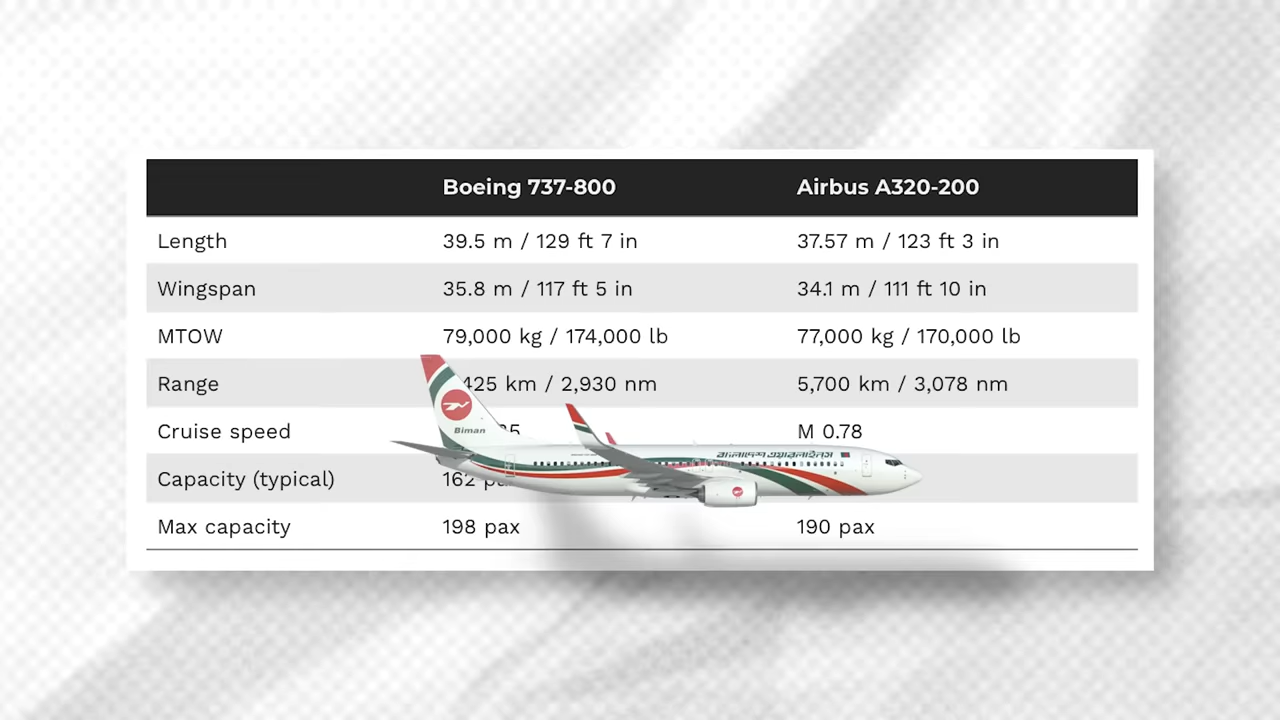 Boeing 737-800 Airbus A320-200
Length 39.5 m / 129 ft 7 in 37.57 m / 123 ft 3 in
Wingspan 35.8 m / 117 ft 5 in 34.1 m / 111 ft 10 in
MTOW 79,000 kg / 174,000 lb 77,000 kg / 170,000 lb
Range 425 km / 2,930 nm 5,700 km / 3,078 nm
Cruise speed M 0.78
Biman
Capacity (typical) 162
Max capacity 198 pax 190 pax